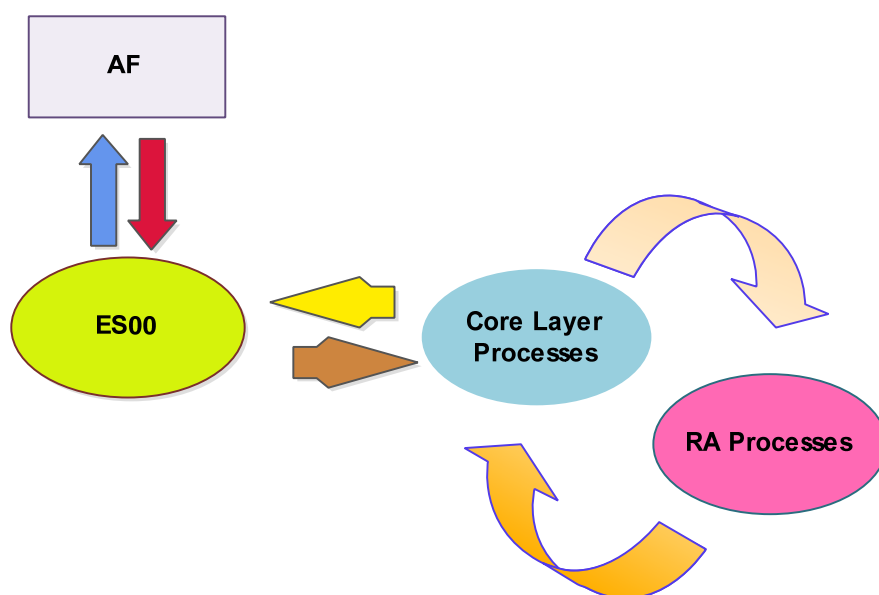 AF
ES00
Core Layer
Processes
RA Processes